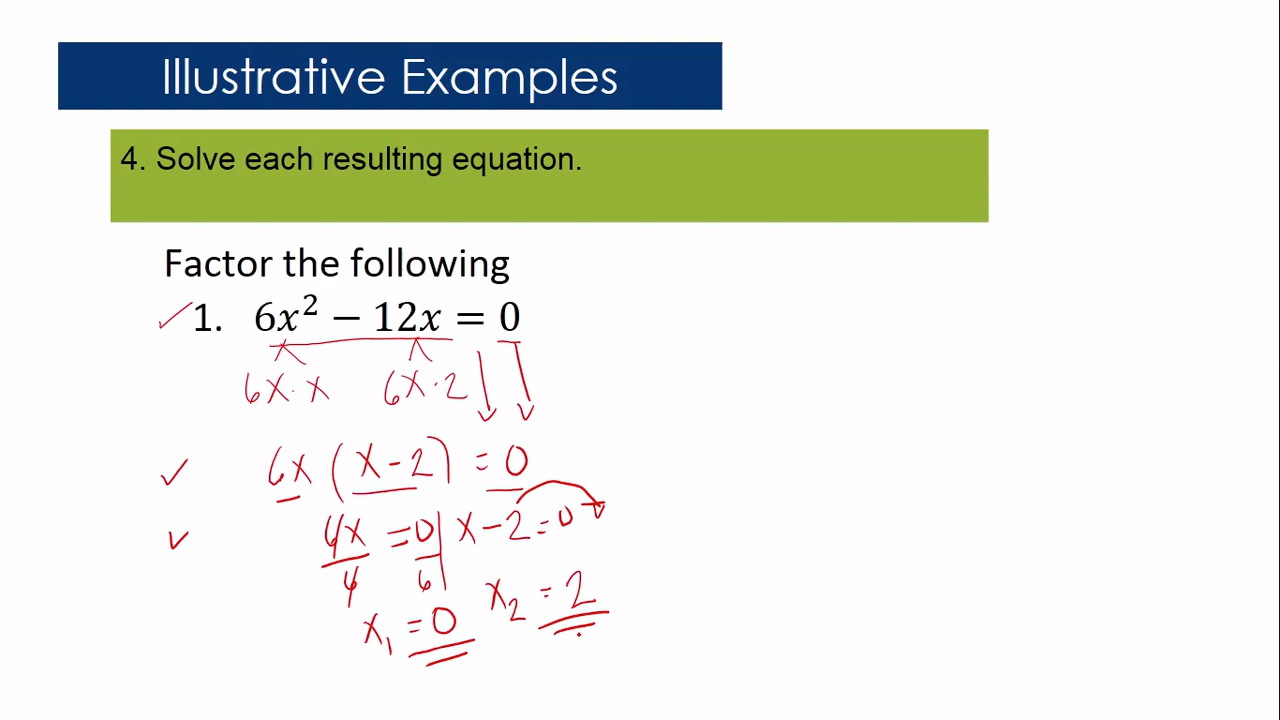 Illustrative Examples
4. Solve each resulting equation.
Factor the following
1. 6x² − 12x = 0
6x·x 6x·2
6x (x-2) = 0
6x = 0 | x-2=0
6 6
x₁ = 0 x₂ = 2